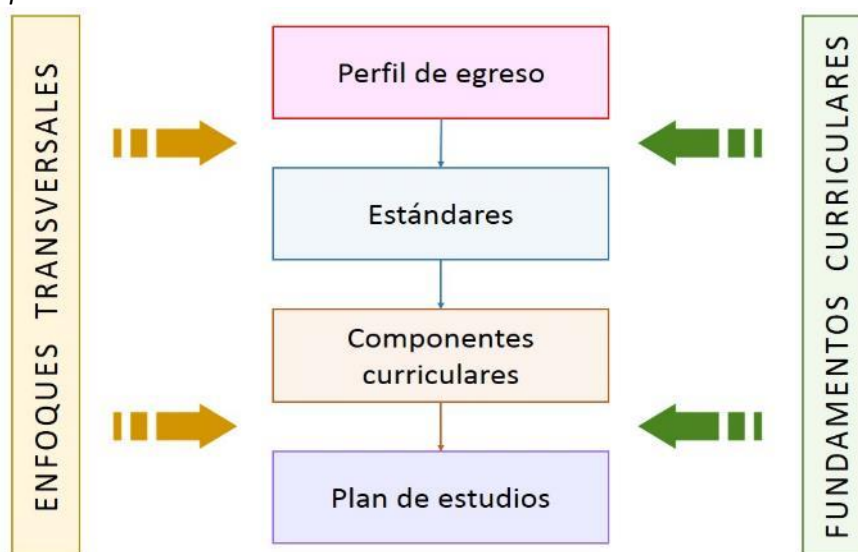 ENFOQUES TRANSVERSALES
Perfil de egreso
Estándares
Componentes
curriculares
Plan de estudios
FUNDAMENTOS CURRICULARES